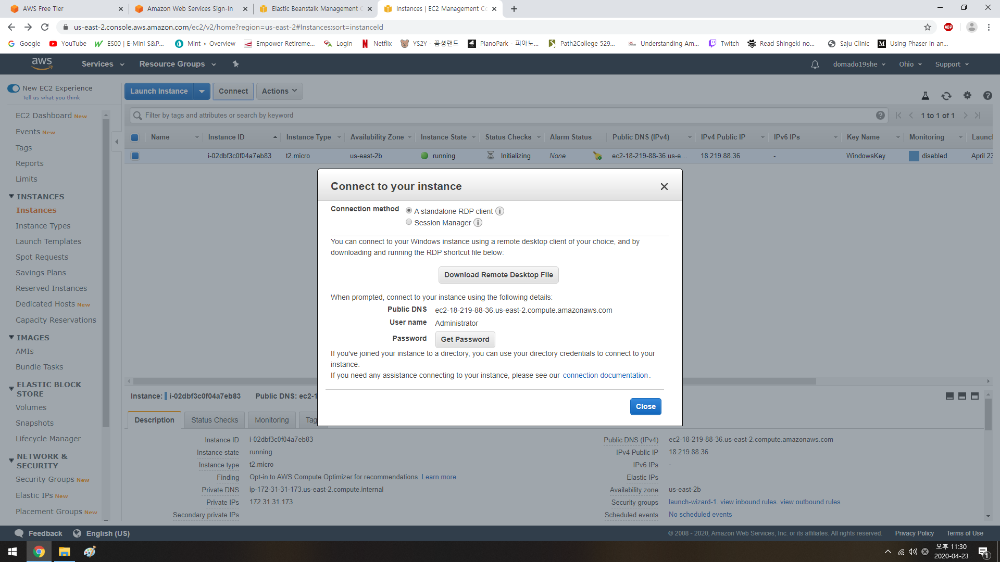 AWS Free Tier
Amazon Web Services Sign-In
Elastic Beanstalk Management C
Instances | EC2 Management Co
us-east-2.console.aws.amazon.com/ec2/v2/home?region=us-east-2#Instances:sort=instanceId
ABP
Google
YouTube
ES00 | E-Mini S&P...
Mint > Overview
Empower Retireme...
Login
Netflix
YS2Y - 꼼셩랜드
PianoPark - 피아노...
Path2College 529...
Understanding Am...
Twitch
Read Shingeki no...
Saju Clinic
Using Phaser in an...
aws
Services
Resource Groups
domado19she
Ohio
Support
New EC2 Experience
Tell us what you think
Launch Instance
Connect
Actions
EC2 Dashboard New
Events New
Tags
Reports
Limits
INSTANCES
Instances
Instance Types
Launch Templates
Spot Requests
Savings Plans
Reserved Instances
Dedicated Hosts New
Capacity Reservations
IMAGES
AMIs
Bundle Tasks
ELASTIC BLOCK
STORE
Volumes
Snapshots
Lifecycle Manager
NETWORK &
SECURITY
Security Groups New
Elastic IPs New
Placement Groups New
Filter by tags and attributes or search by keyword
1 to 1 of 1
Name
Instance ID
Instance Type
Availability Zone
Instance State
Status Checks
Alarm Status
Public DNS (IPv4)
IPv4 Public IP
IPv6 IPs
Key Name
Monitoring
Launc
i-02dbf3c0f04a7eb83
t2.micro
us-east-2b
running
Initializing
None
ec2-18-219-88-36.us-e...
18.219.88.36
-
WindowsKey
disabled
April 23
Connect to your instance
Connection method
A standalone RDP client
Session Manager
You can connect to your Windows instance using a remote desktop client of your choice, and by
downloading and running the RDP shortcut file below:
Download Remote Desktop File
When prompted, connect to your instance using the following details:
Public DNS ec2-18-219-88-36.us-east-2.compute.amazonaws.com
User name Administrator
Password Get Password
If you've joined your instance to a directory, you can use your directory credentials to connect to your
instance.
If you need any assistance connecting to your instance, please see our connection documentation.
Close
Instance: i-02dbf3c0f04a7eb83 Public DNS: ec2-1
Description
Status Checks
Monitoring
Tag
Instance ID i-02dbf3c0f04a7eb83
Instance state running
Instance type t2.micro
Finding Opt-in to AWS Compute Optimizer for recommendations. Learn more
Private DNS ip-172-31-31-173.us-east-2.compute.internal
Private IPs 172.31.31.173
Secondary private IPs
Public DNS (IPv4) ec2-18-219-88-36.us-east-2.compute.amazonaws.com
IPv4 Public IP 18.219.88.36
IPv6 IPs -
Elastic IPs
Availability zone us-east-2b
Security groups launch-wizard-1. view inbound rules. view outbound rules
Scheduled events No scheduled events
Feedback
English (US)
© 2008 - 2020, Amazon Web Services, Inc. or its affiliates. All rights reserved.
Privacy Policy
Terms of Use
오후 11:30
2020-04-23
1